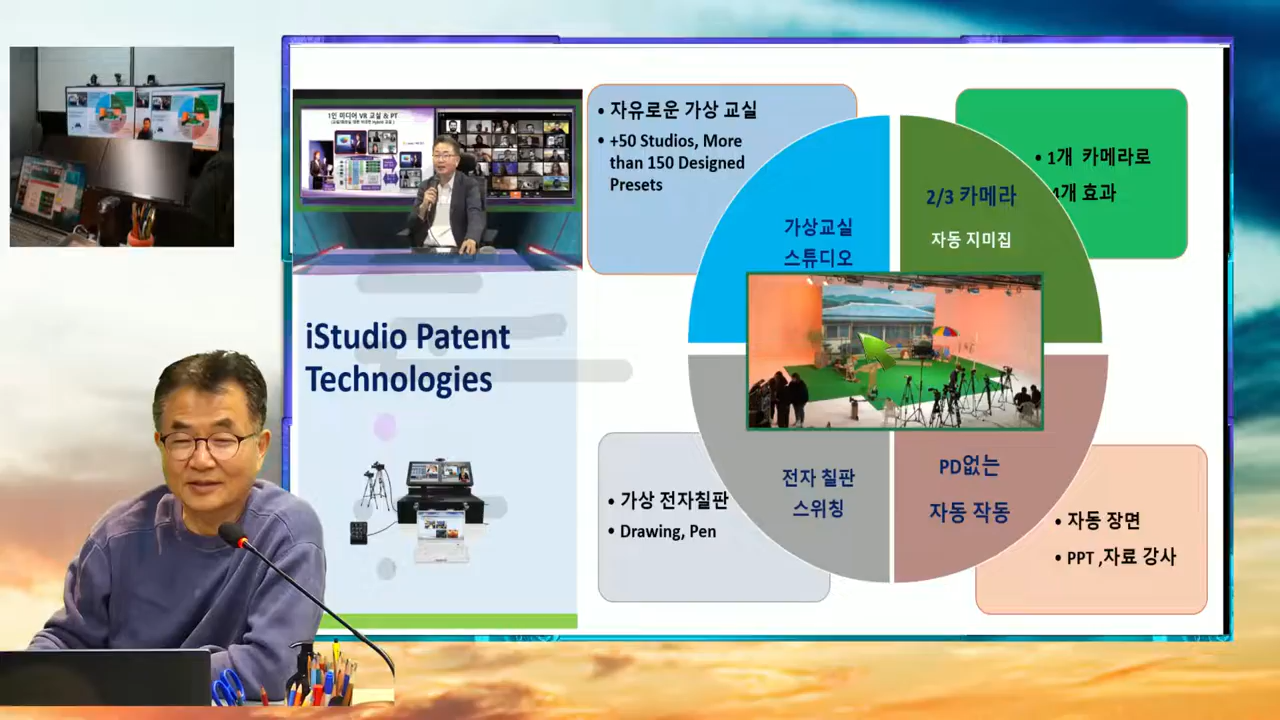 1인 미디어 VR 교실 & PT
iStudio Patent
Technologies
• 자유로운 가상 교실
• +50 Studios, More
than 150 Designed
Presets
가상교실
스튜디오
2/3 카메라
자동 지미집
• 1개 카메라로
4개 효과
전자 칠판
스위칭
PD없는
자동 작동
• 가상 전자칠판
• Drawing, Pen
• 자동 장면
• PPT ,자료 강사